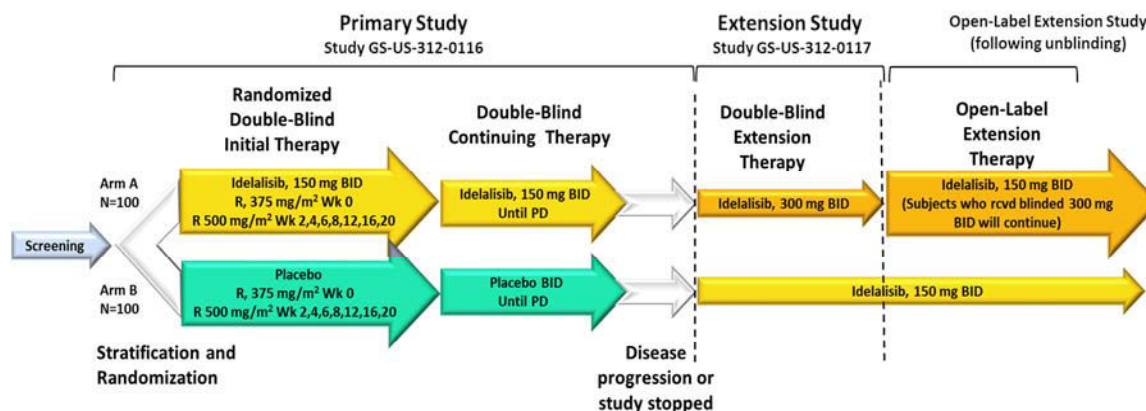 Primary Study
Study GS-US-312-0116
Extension Study
Study GS-US-312-0117
Open-Label Extension Study
(following unblinding)
Randomized
Double-Blind
Initial Therapy
Double-Blind
Continuing Therapy
Double-Blind
Extension
Therapy
Open-Label
Extension
Therapy
Screening
Arm A
N=100
Idelalisib, 150 mg BID
R, 375 mg/m² Wk 0
R 500 mg/m² Wk 2,4,6,8,12,16,20
Idelalisib, 150 mg BID
Until PD
Idelalisib, 300 mg BID
Idelalisib, 150 mg BID
(Subjects who rcvd blinded 300 mg
BID will continue)
Arm B
N=100
Placebo
R, 375 mg/m² Wk 0
R 500 mg/m² Wk 2,4,6,8,12,16,20
Placebo BID
Until PD
Idelalisib, 150 mg BID
Stratification and
Randomization
Disease
progression or
study stopped